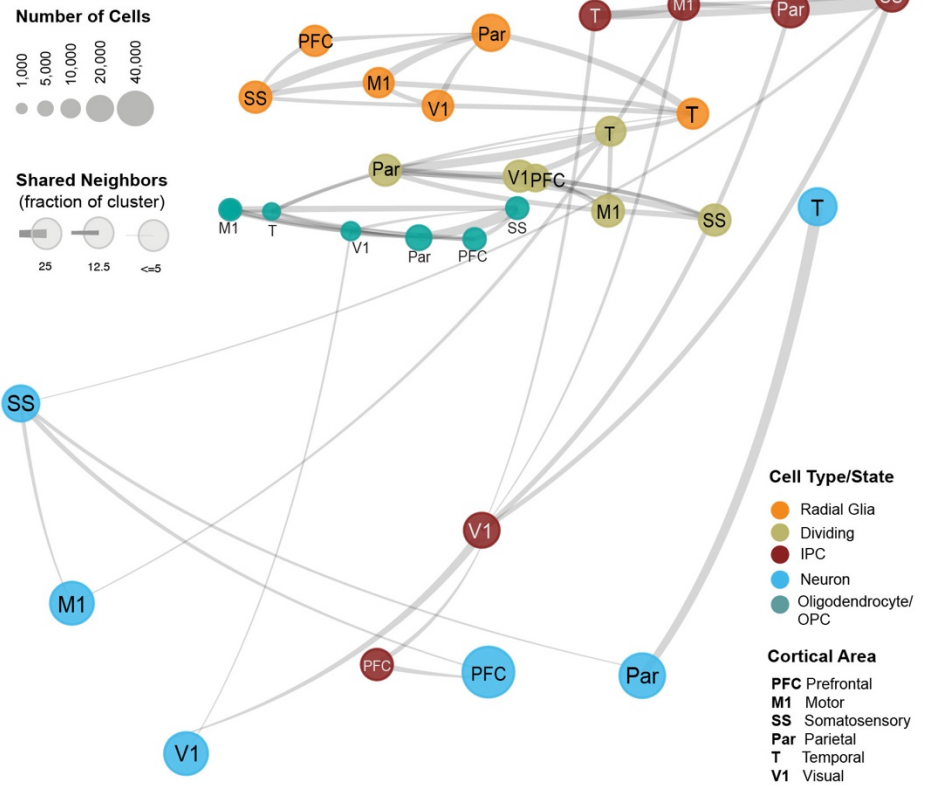 Number of Cells
1,000
5,000
10,000
20,000
40,000
Shared Neighbors
(fraction of cluster)
25
12.5
<=5
T
M1
Par
SS
PFC
Par
SS
M1
V1
T
T
Par
V1
PFC
M1
SS
M1
T
V1
Par
PFC
SS
T
SS
V1
M1
PFC
PFC
Par
V1
Cell Type/State
Radial Glia
Dividing
IPC
Neuron
Oligodendrocyte/
OPC
Cortical Area
PFC Prefrontal
M1 Motor
SS Somatosensory
Par Parietal
T Temporal
V1 Visual